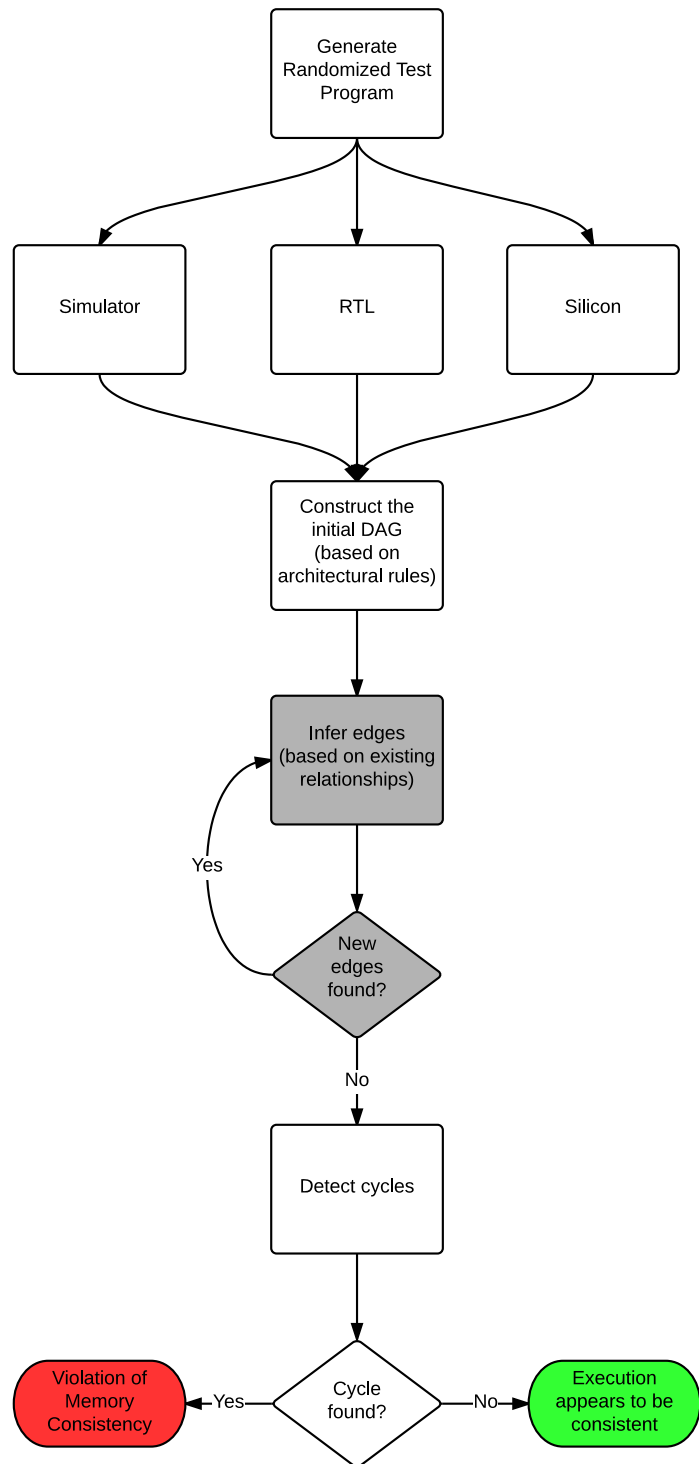 Generate
Randomized Test
Program
Simulator
RTL
Silicon
Construct the
initial DAG
(based on
architectural rules)
Infer edges
(based on existing
relationships)
Yes
New
edges
found?
No
Detect cycles
Violation of
Memory
Consistency
Yes
Cycle
found?
No
Execution
appears to be
consistent